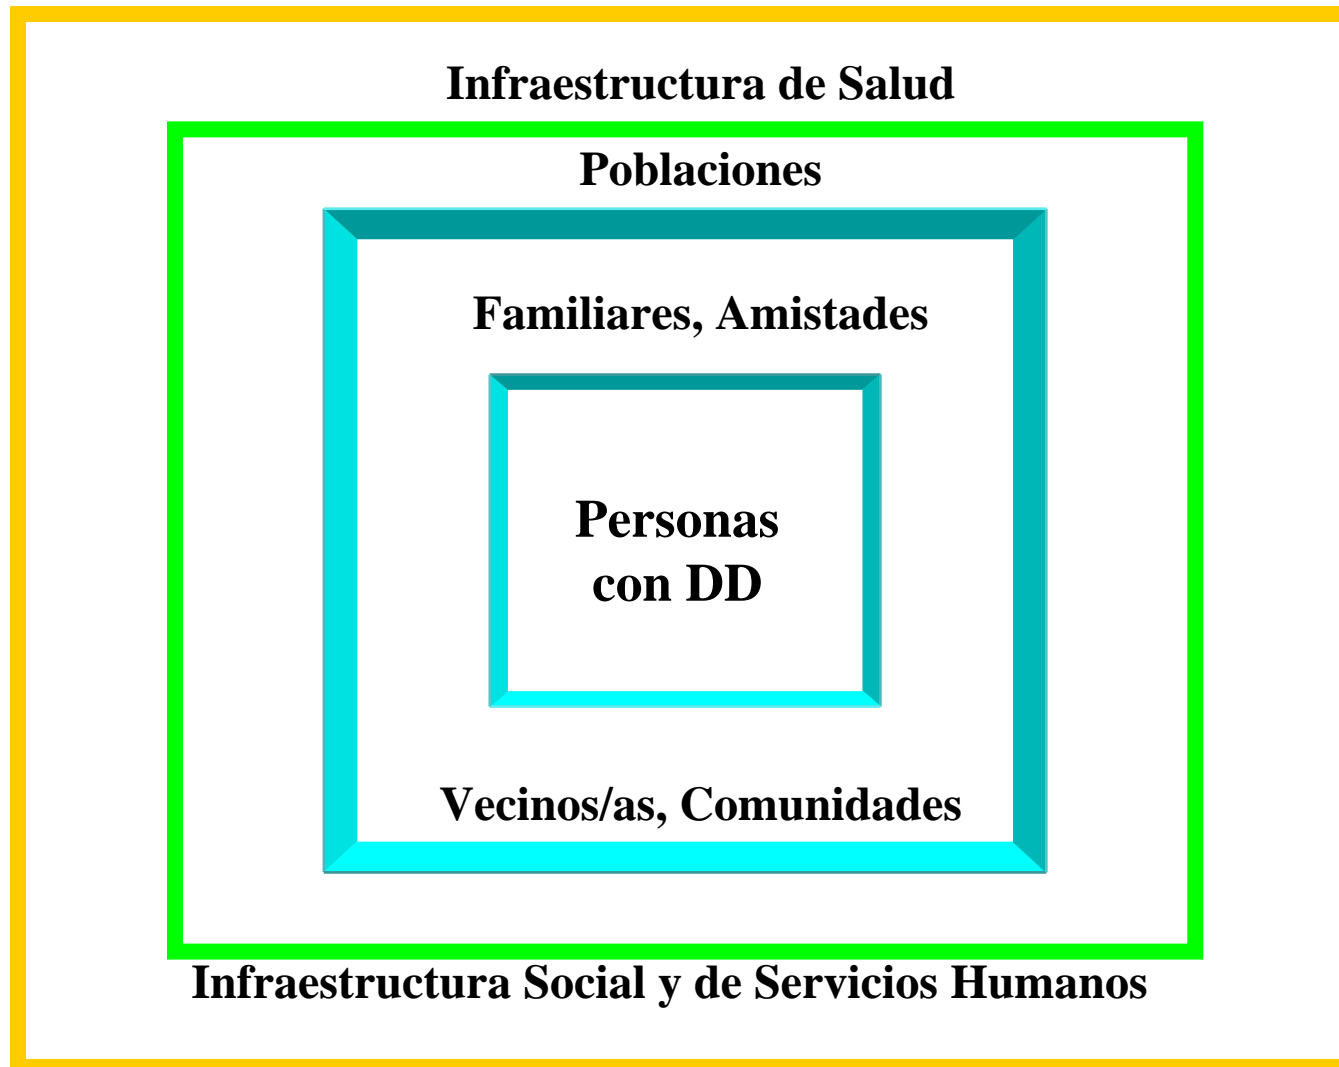 Infraestructura de Salud
Poblaciones
Familiares, Amistades
Personas
con DD
Vecinos/as, Comunidades
Infraestructura Social y de Servicios Humanos